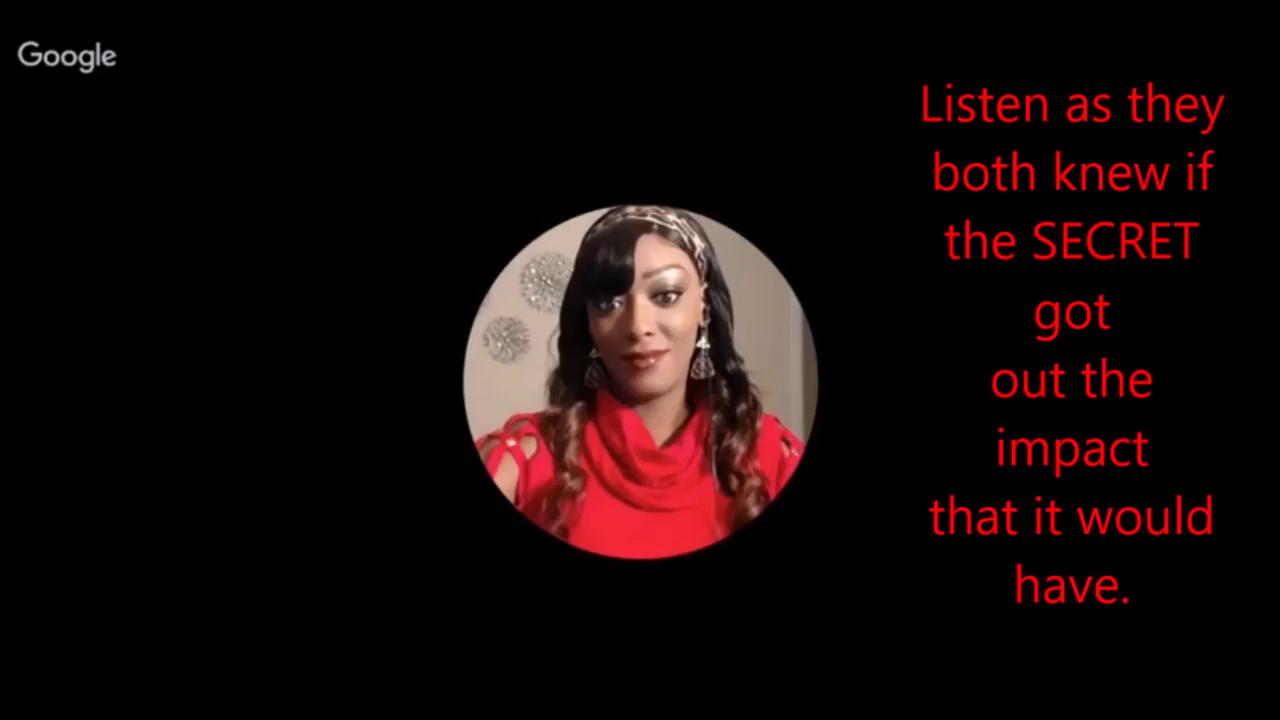 Google
Listen as they
both knew if
the SECRET
got
out the
impact
that it would
have.